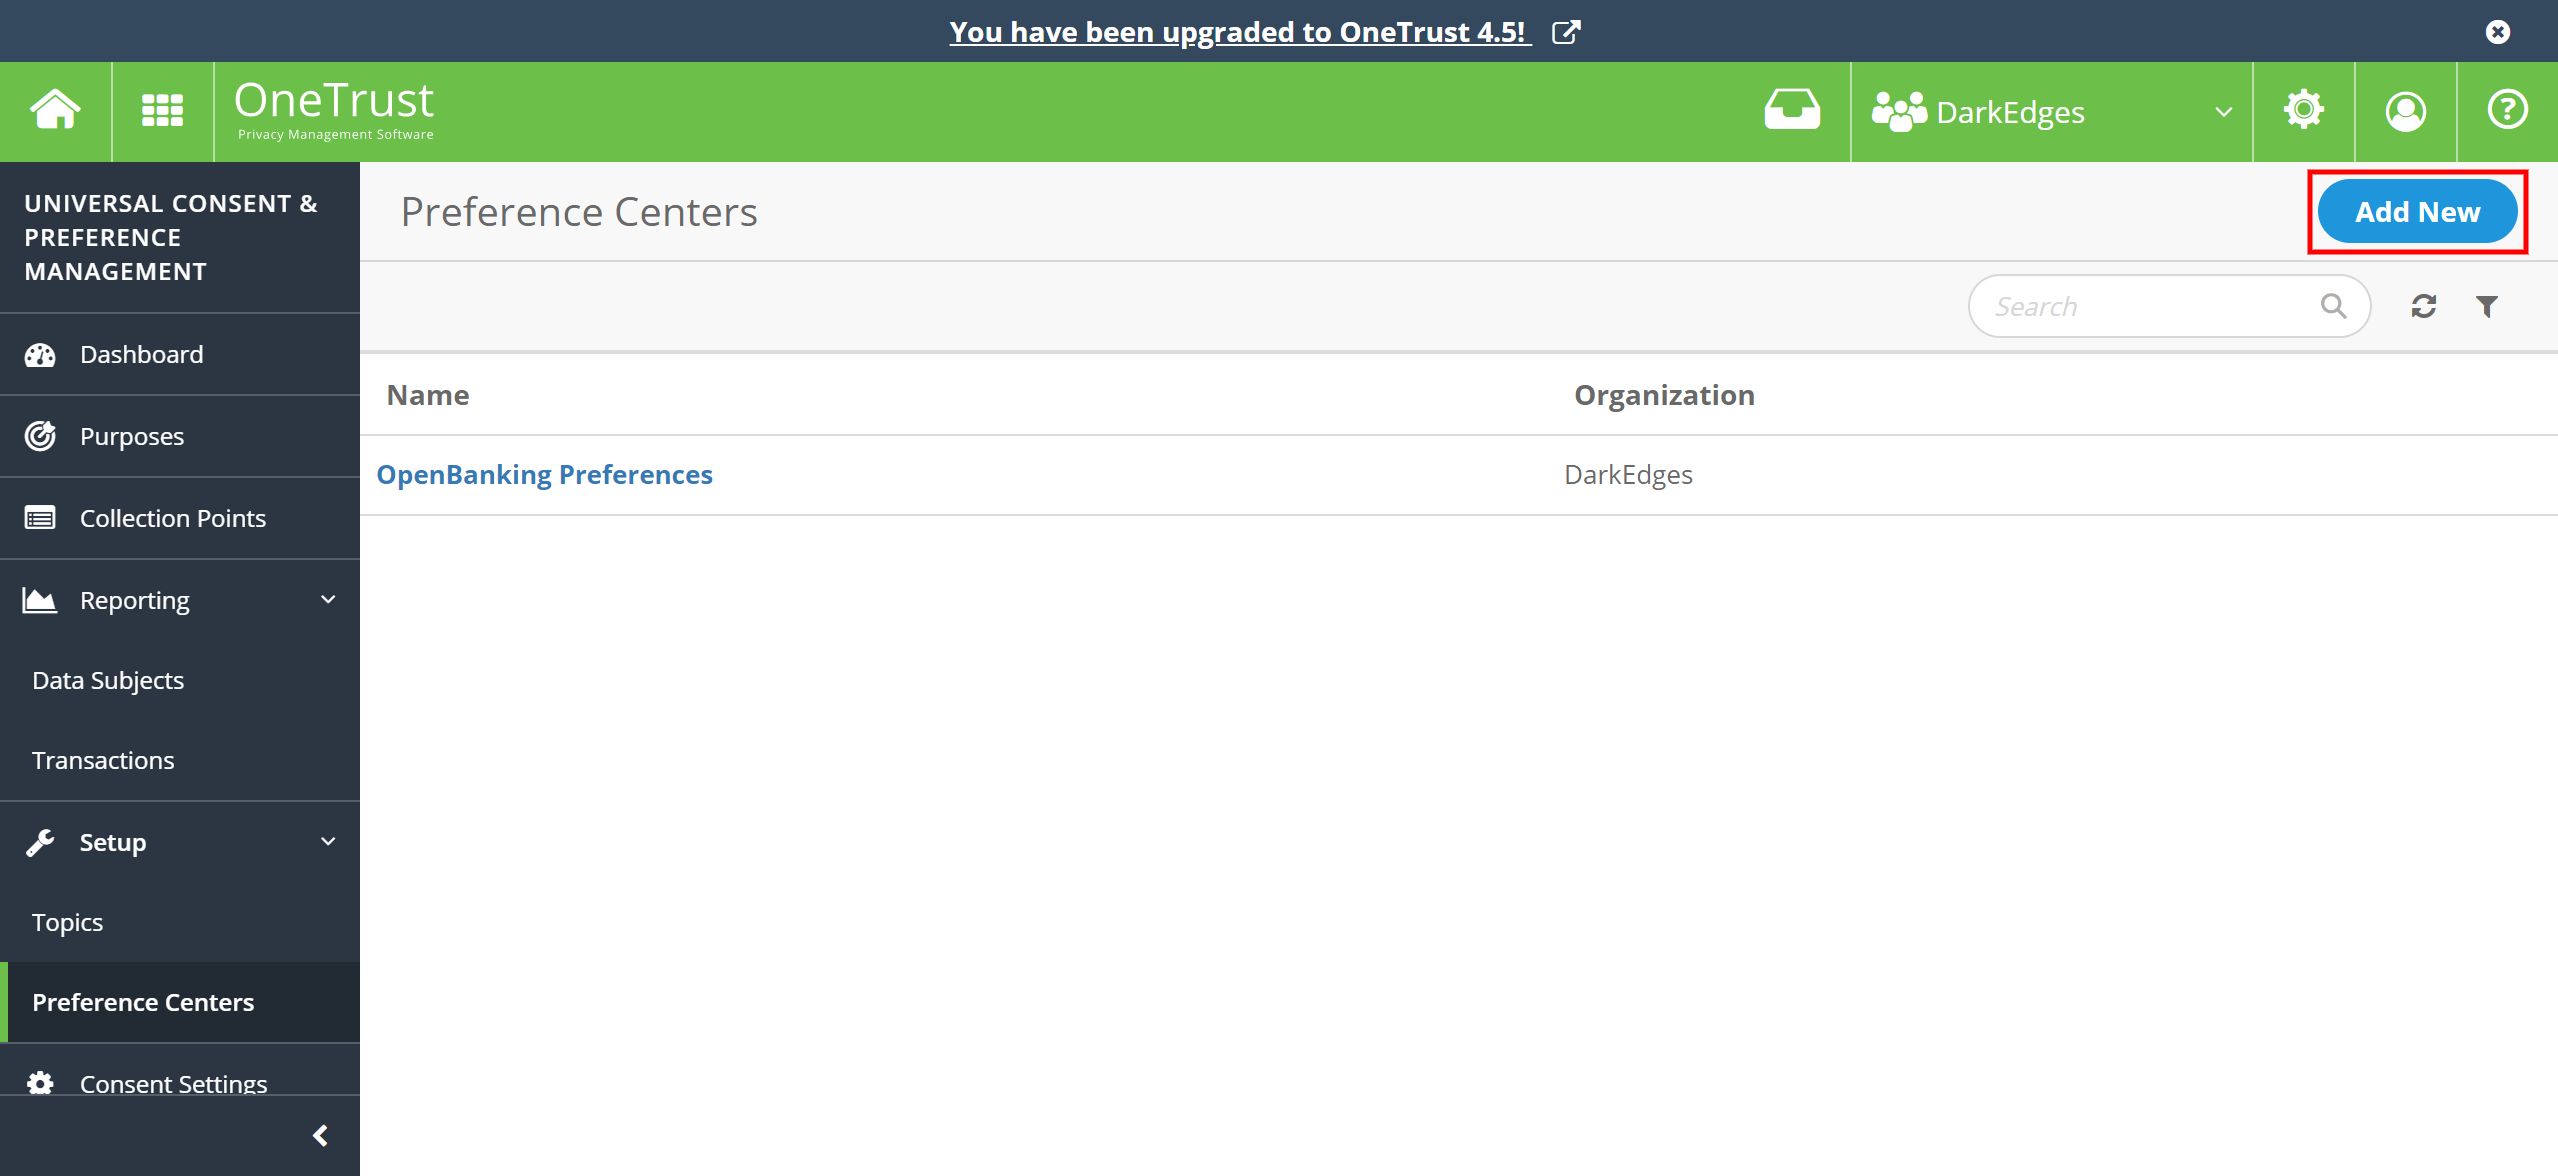 You have been upgraded to OneTrust 4.5!
OneTrust
Privacy Management Software
DarkEdges
UNIVERSAL CONSENT &
PREFERENCE
MANAGEMENT
Dashboard
Purposes
Collection Points
Reporting
Data Subjects
Transactions
Setup
Topics
Preference Centers
Consent Settings
Preference Centers
Add New
Search
Name Organization
OpenBanking Preferences DarkEdges